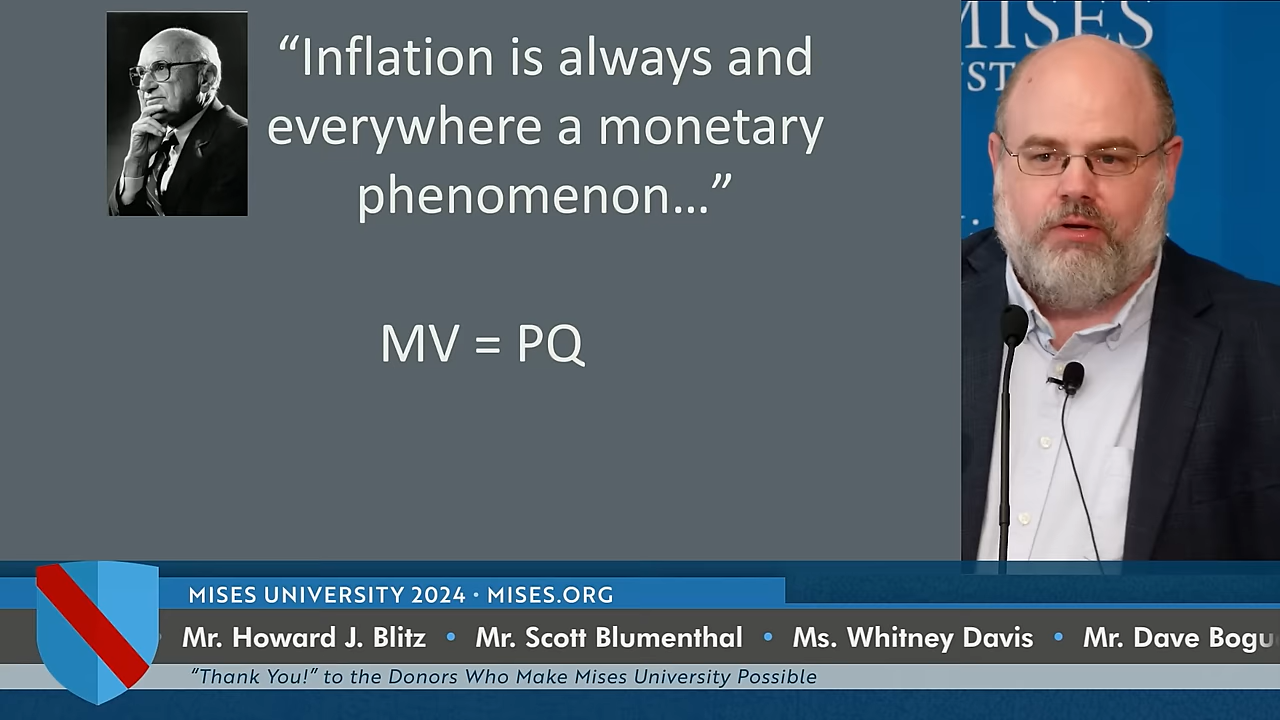 “Inflation is always and
everywhere a monetary
phenomenon...”
MV = PQ
MISES
MISES UNIVERSITY 2024 • MISES.ORG
Mr. Howard J. Blitz • Mr. Scott Blumenthal • Ms. Whitney Davis • Mr. Dave Bogu
“Thank You!” to the Donors Who Make Mises University Possible